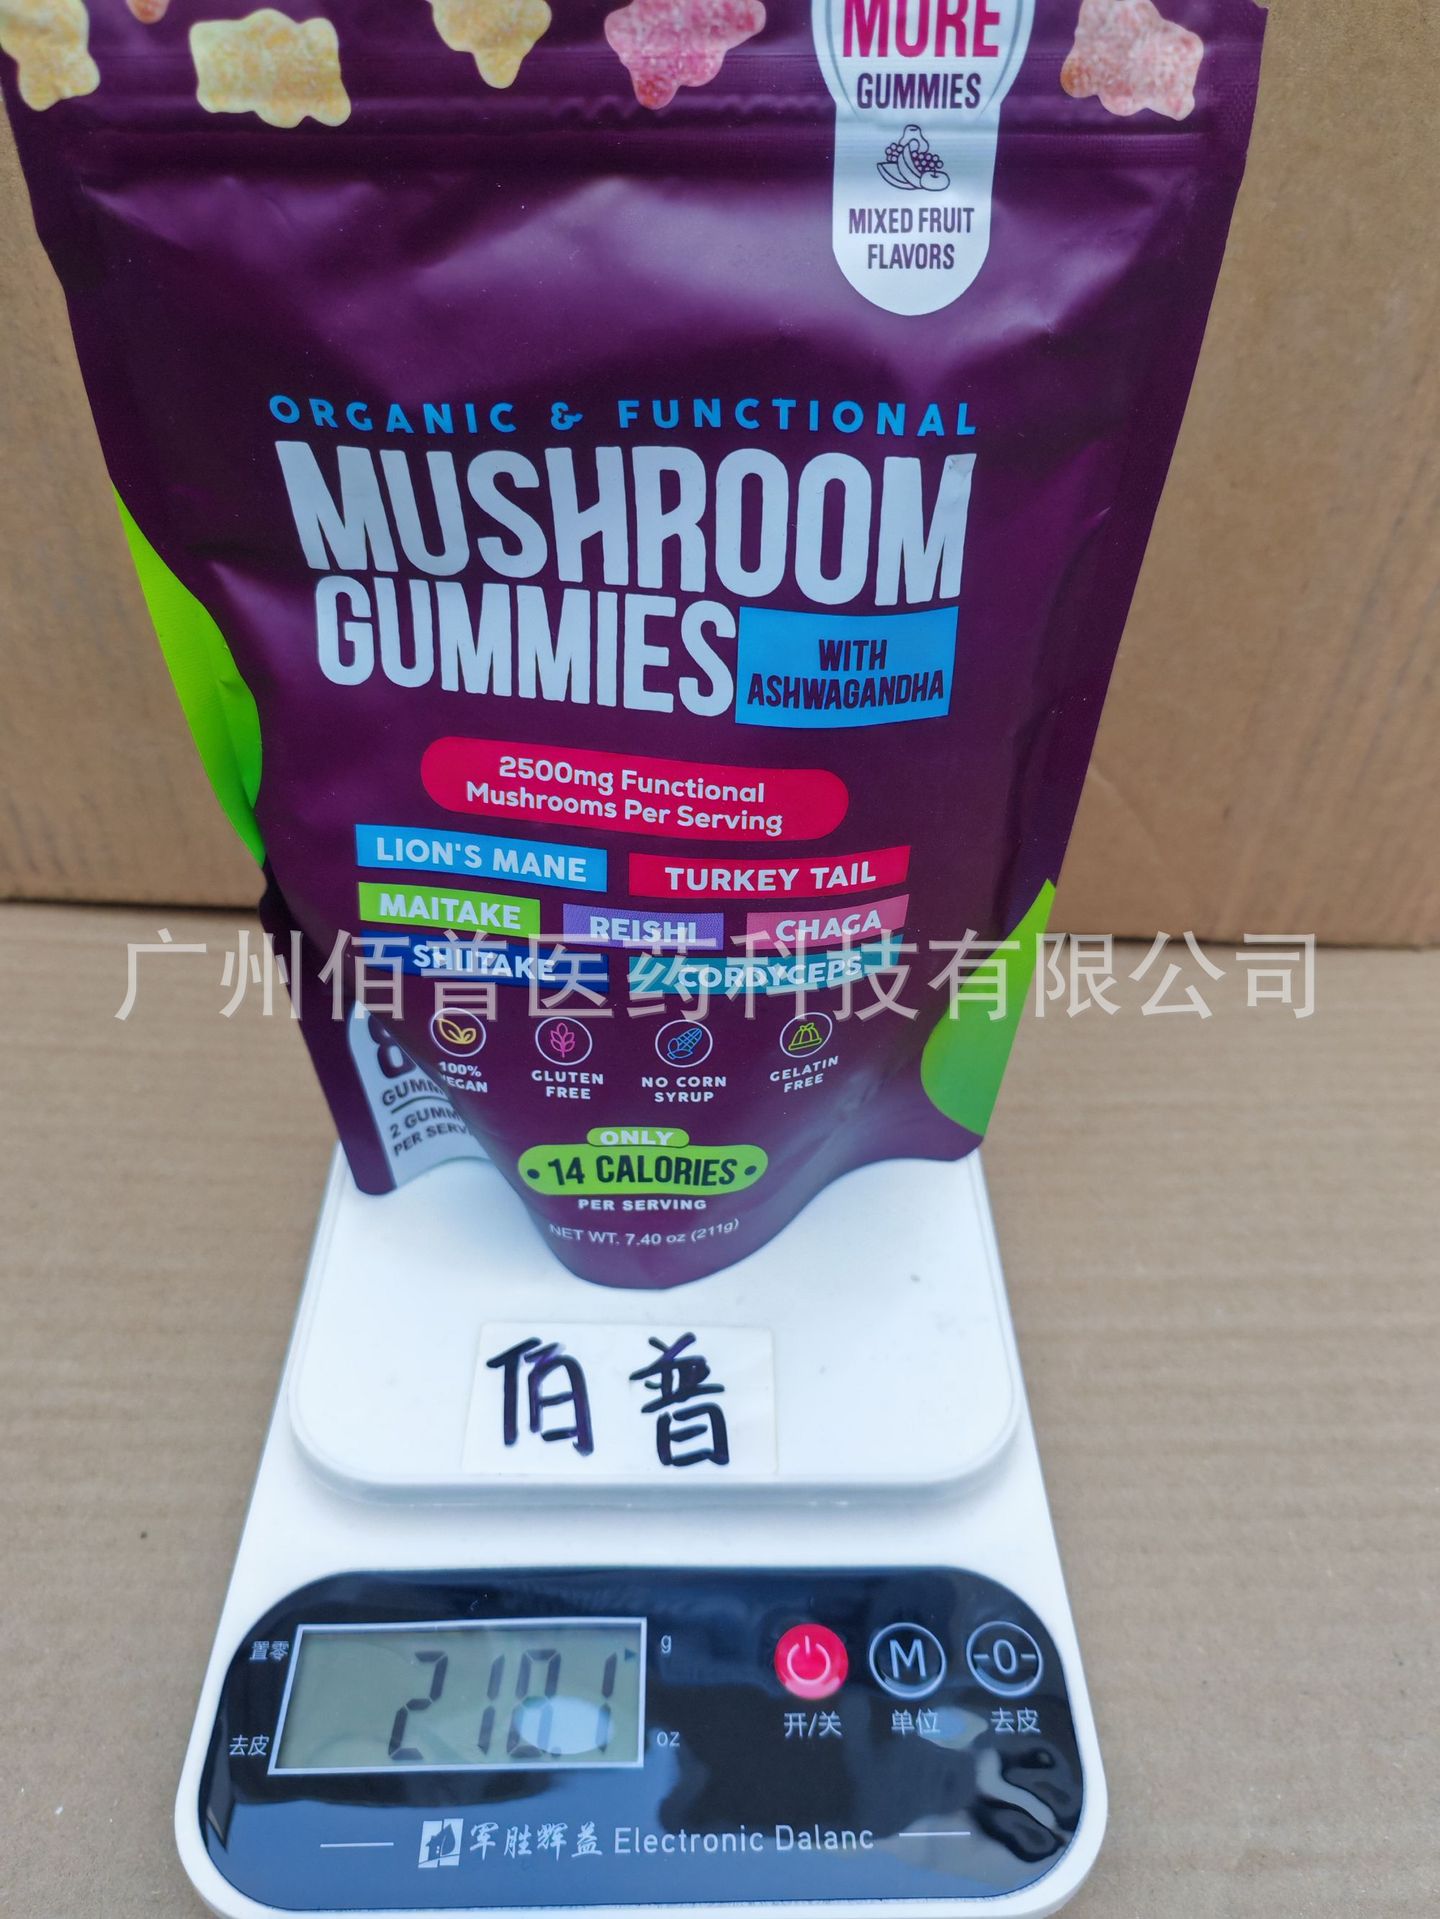 MORE
GUMMIES
MIXED FRUIT
FLAVORS
ORGANIC & FUNCTIONAL
MUSHROOM
GUMMIES
WITH
ASHWAGANDHA
2500mg Functional
Mushrooms Per Serving
LION'S MANE
TURKEY TAIL
MAITAKE
REISHI
CHAGA
SHIITAKE
CORDYCEPS
广州佰普医药科技有限公司
100%
GLUTEN
FREE
NO CORN
SYRUP
GELATIN
FREE
2
PER
ONLY
14 CALORIES
PER SERVING
NET WT. 7.40 oz (211g)
佰普
置零
去皮
218.1
g
oz
开/关
M
单位
-0-
去皮
军胜辉益 Electronic Dalanc